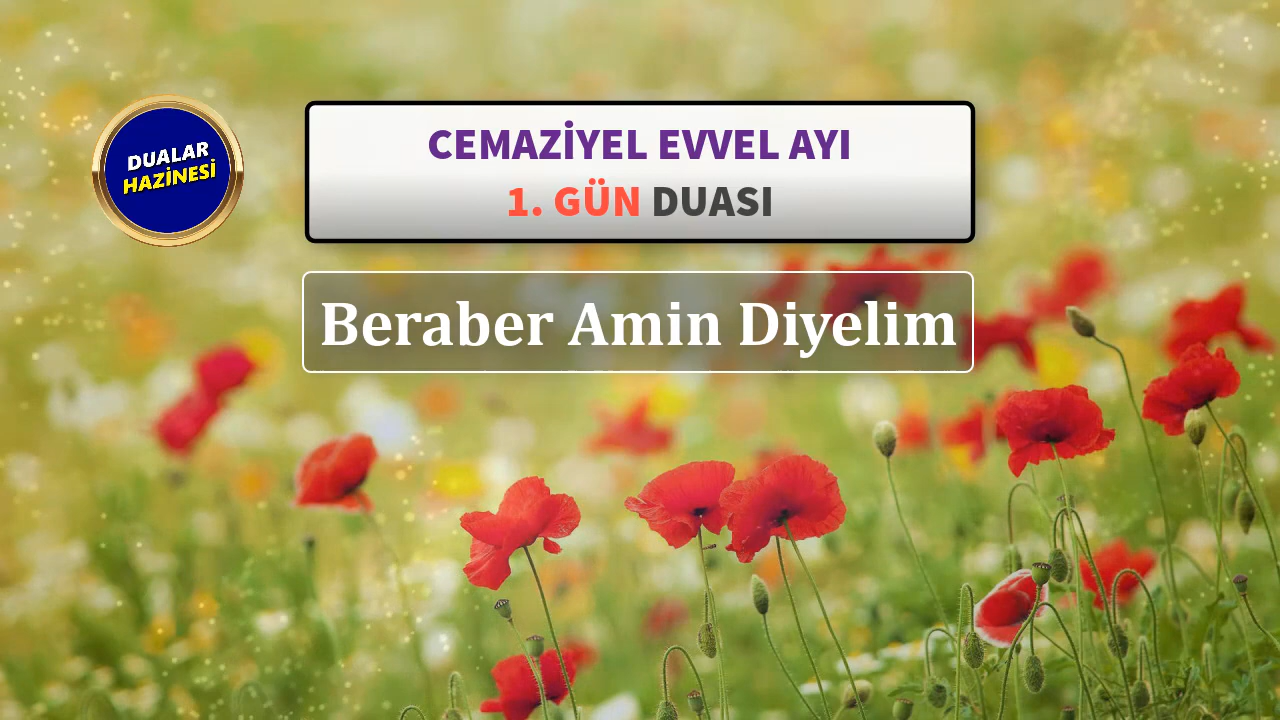 DUALAR
HAZİNESİ
CEMAZİYEL EVVEL AYI
1. GÜN DUASI
Beraber Amin Diyelim